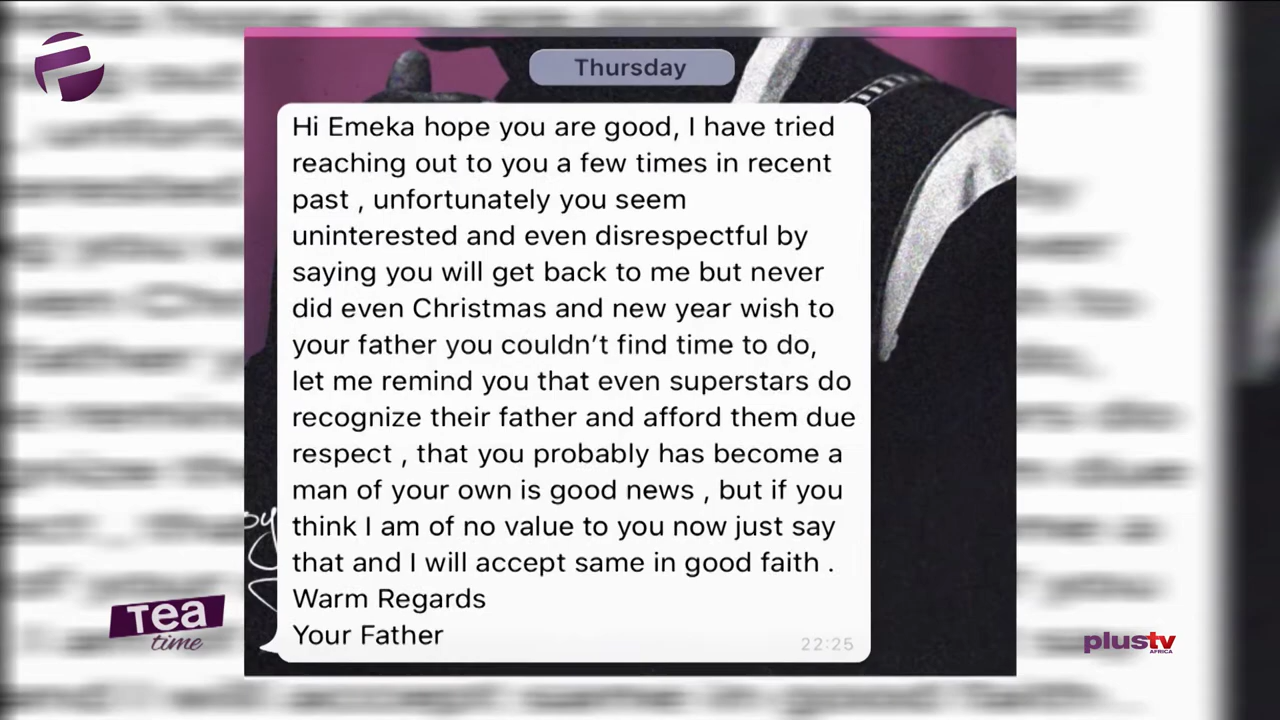 Thursday
Hi Emeka hope you are good, I have tried
reaching out to you a few times in recent
past , unfortunately you seem
uninterested and even disrespectful by
saying you will get back to me but never
did even Christmas and new year wish to
your father you couldn't find time to do,
let me remind you that even superstars do
recognize their father and afford them due
respect , that you probably has become a
man of your own is good news , but if you
think I am of no value to you now just say
that and I will accept same in good faith .
Warm Regards
Your Father
22:25
Tea
time
plustv
AFRICA